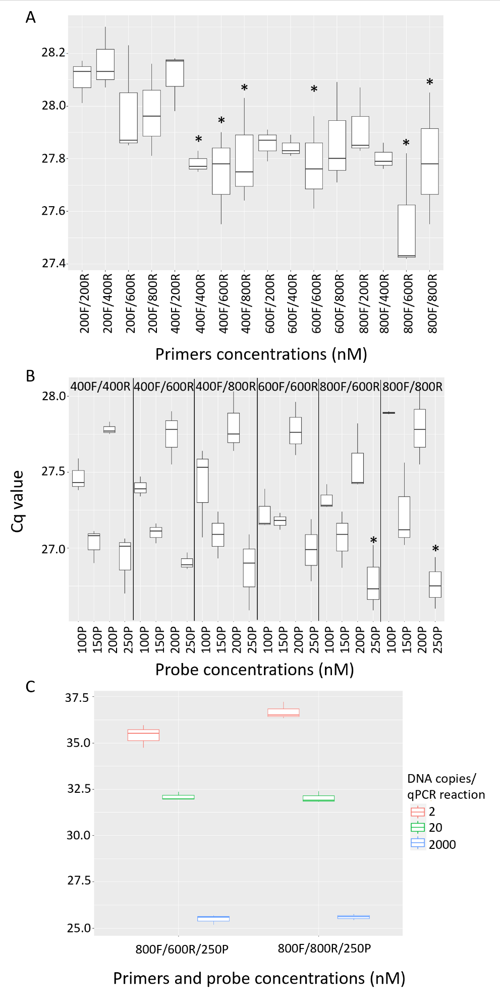 A
28.2
28.0
27.8
27.6
27.4
* * * * * *
200F/200R
200F/400R
200F/600R
200F/800R
400F/200R
400F/400R
400F/600R
400F/800R
600F/200R
600F/400R
600F/600R
600F/800R
800F/200R
800F/400R
800F/600R
800F/800R
Primers concentrations (nM)
B
400F/400R 400F/600R 400F/800R 600F/600R 800F/600R 800F/800R
28.0
27.5
27.0
* *
Cq value
100P
150P
200P
250P
100P
150P
200P
250P
100P
150P
200P
250P
100P
150P
200P
250P
100P
150P
200P
250P
100P
150P
200P
250P
Probe concentrations (nM)
C
37.5
35.0
32.5
30.0
27.5
25.0
DNA copies/
qPCR reaction
2
20
2000
800F/600R/250P 800F/800R/250P
Primers and probe concentrations (nM)